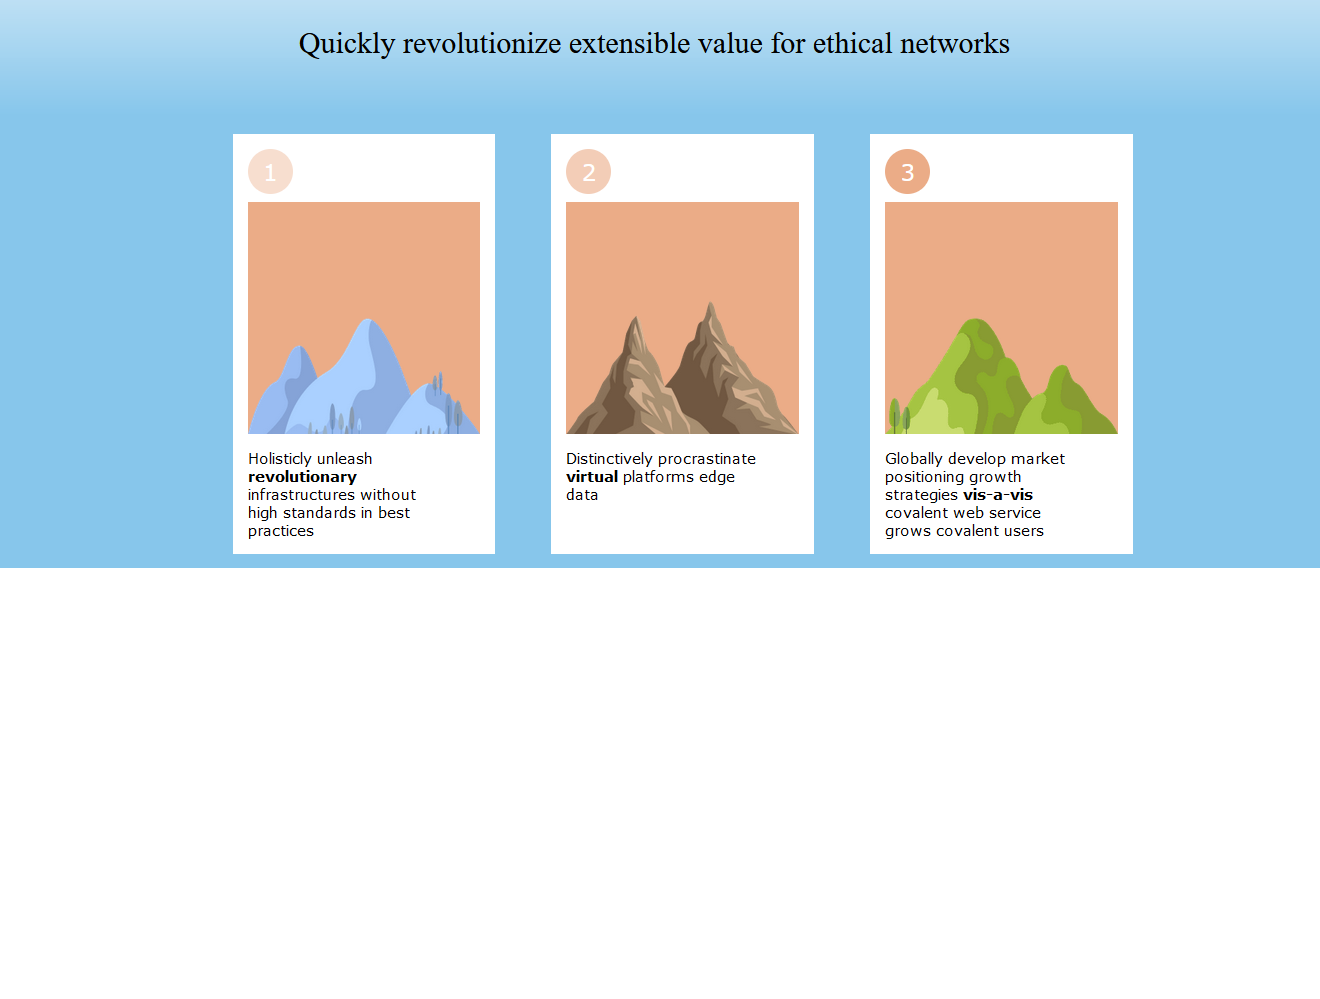 Quickly revolutionize extensible value for ethical networks
1
Holisticly unleash
revolutionary
infrastructures without
high standards in best
practices
2
Distinctively procrastinate
virtual platforms edge
data
3
Globally develop market
positioning growth
strategies vis-a-vis
covalent web service
grows covalent users